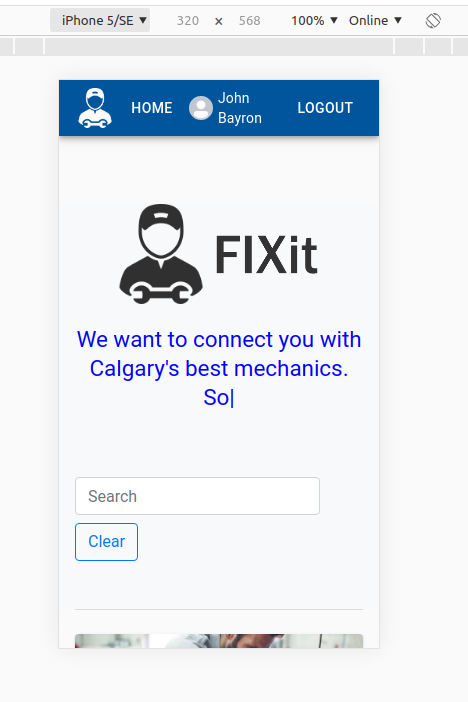 iPhone 5/SE ▼ 320 × 568 100% ▼ Online ▼
HOME John Bayron LOGOUT
FIXit
We want to connect you with
Calgary's best mechanics.
So|
Search
Clear